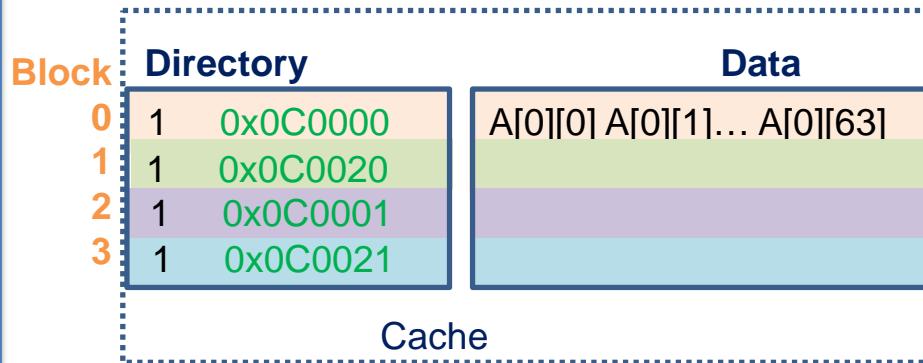 Block Directory Data
0 1 0x0C0000 A[0][0] A[0][1]… A[0][63]
1 1 0x0C0020
2 1 0x0C0001
3 1 0x0C0021
Cache